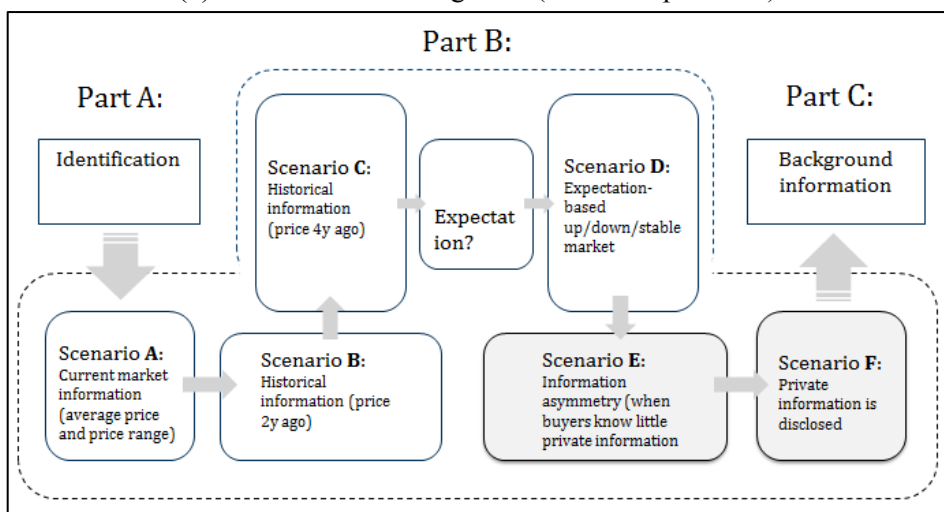 Part B:
Part A:
Part C:
Identification
Scenario C:
Historical
information
(price 4y ago)
Expectat
ion?
Scenario D:
Expectation-
based
up/down/stable
market
Background
information
Scenario A:
Current market
information
(average price
and price range)
Scenario B:
Historical
information (price
2y ago)
Scenario E:
Information
asymmetry (when
buyers know little
private information
Scenario F:
Private
information is
disclosed